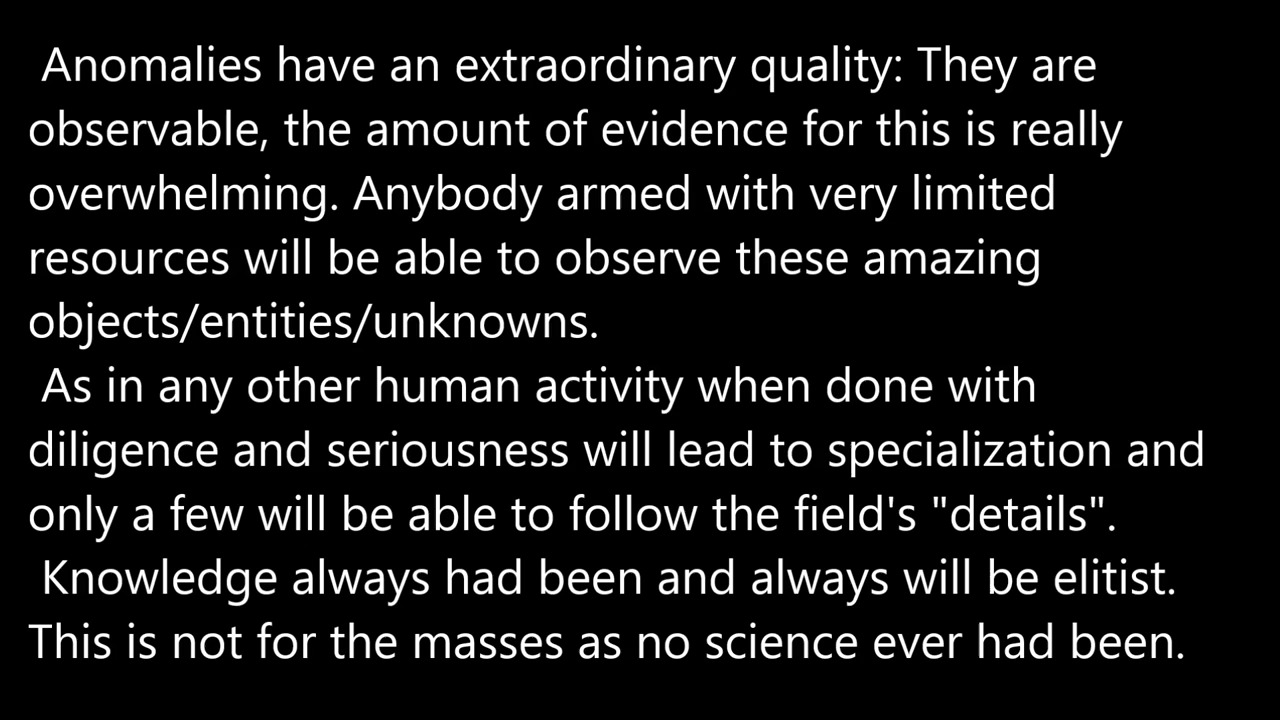 Anomalies have an extraordinary quality: They are
observable, the amount of evidence for this is really
overwhelming. Anybody armed with very limited
resources will be able to observe these amazing
objects/entities/unknowns.
As in any other human activity when done with
diligence and seriousness will lead to specialization and
only a few will be able to follow the field's "details".
Knowledge always had been and always will be elitist.
This is not for the masses as no science ever had been.